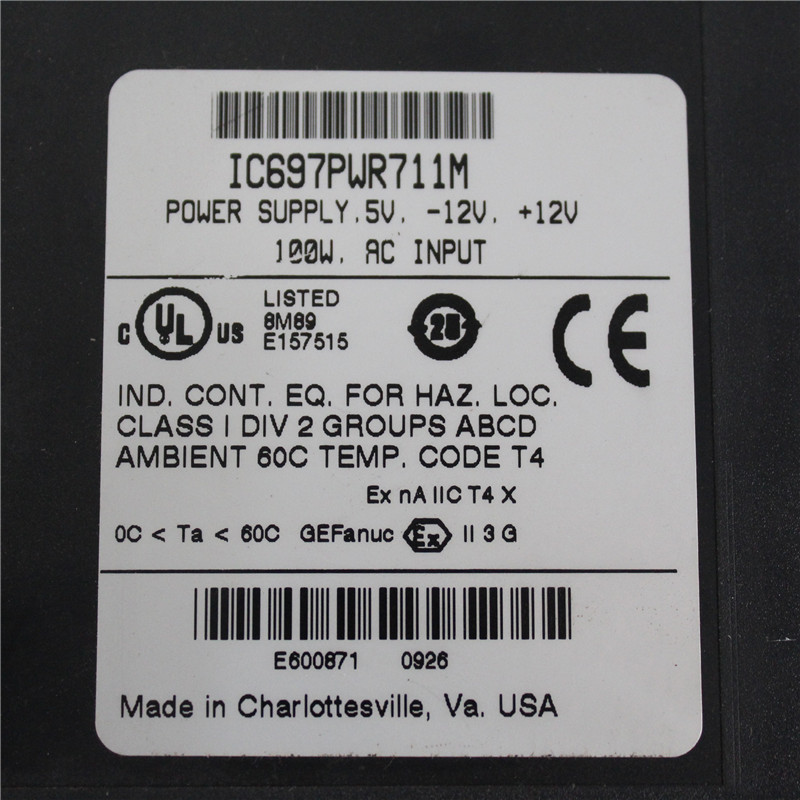 IC697PWR711M
POWER SUPPLY.5V. -12V. +12V
100W. AC INPUT
C UL US
LISTED
8M89
E157515
CE
IND. CONT. EQ. FOR HAZ. LOC.
CLASS I DIV 2 GROUPS ABCD
AMBIENT 60C TEMP. CODE T4
Ex nA IIC T4 X
0C < Ta < 60C GEFanuc Ex II 3 G
E600871 0926
Made in Charlottesville, Va. USA